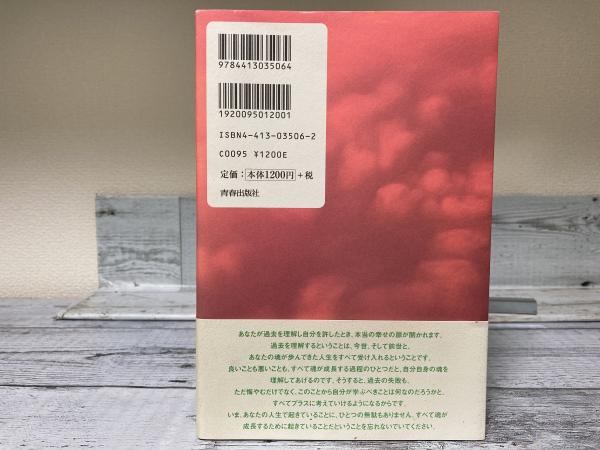 9784413035064
1920095012001
ISBN4-413-03506-2
C0095 ¥1200E
定価：本体1200円＋税
青春出版社
あなたが過去を理解し自分を許したとき、本当の幸せの扉が開かれます。
過去を理解するということは、今世、そして前世と、
あなたの魂が歩んできた人生をすべて受け入れるということです。
良いことも悪いことも、すべて魂が成長する過程のひとつだと、自分自身の魂を
理解してあげるのです。そうすると、過去の失敗も、
ただ悔やむだけでなく、このことから自分が学ぶべきことは何なのだろうかと、
すべてプラスに考えていけるようになるからです。
いま、あなたの人生で起きていることに、ひとつの無駄もありません。すべて魂が
成長するために起きていることだということを忘れないでいてください。